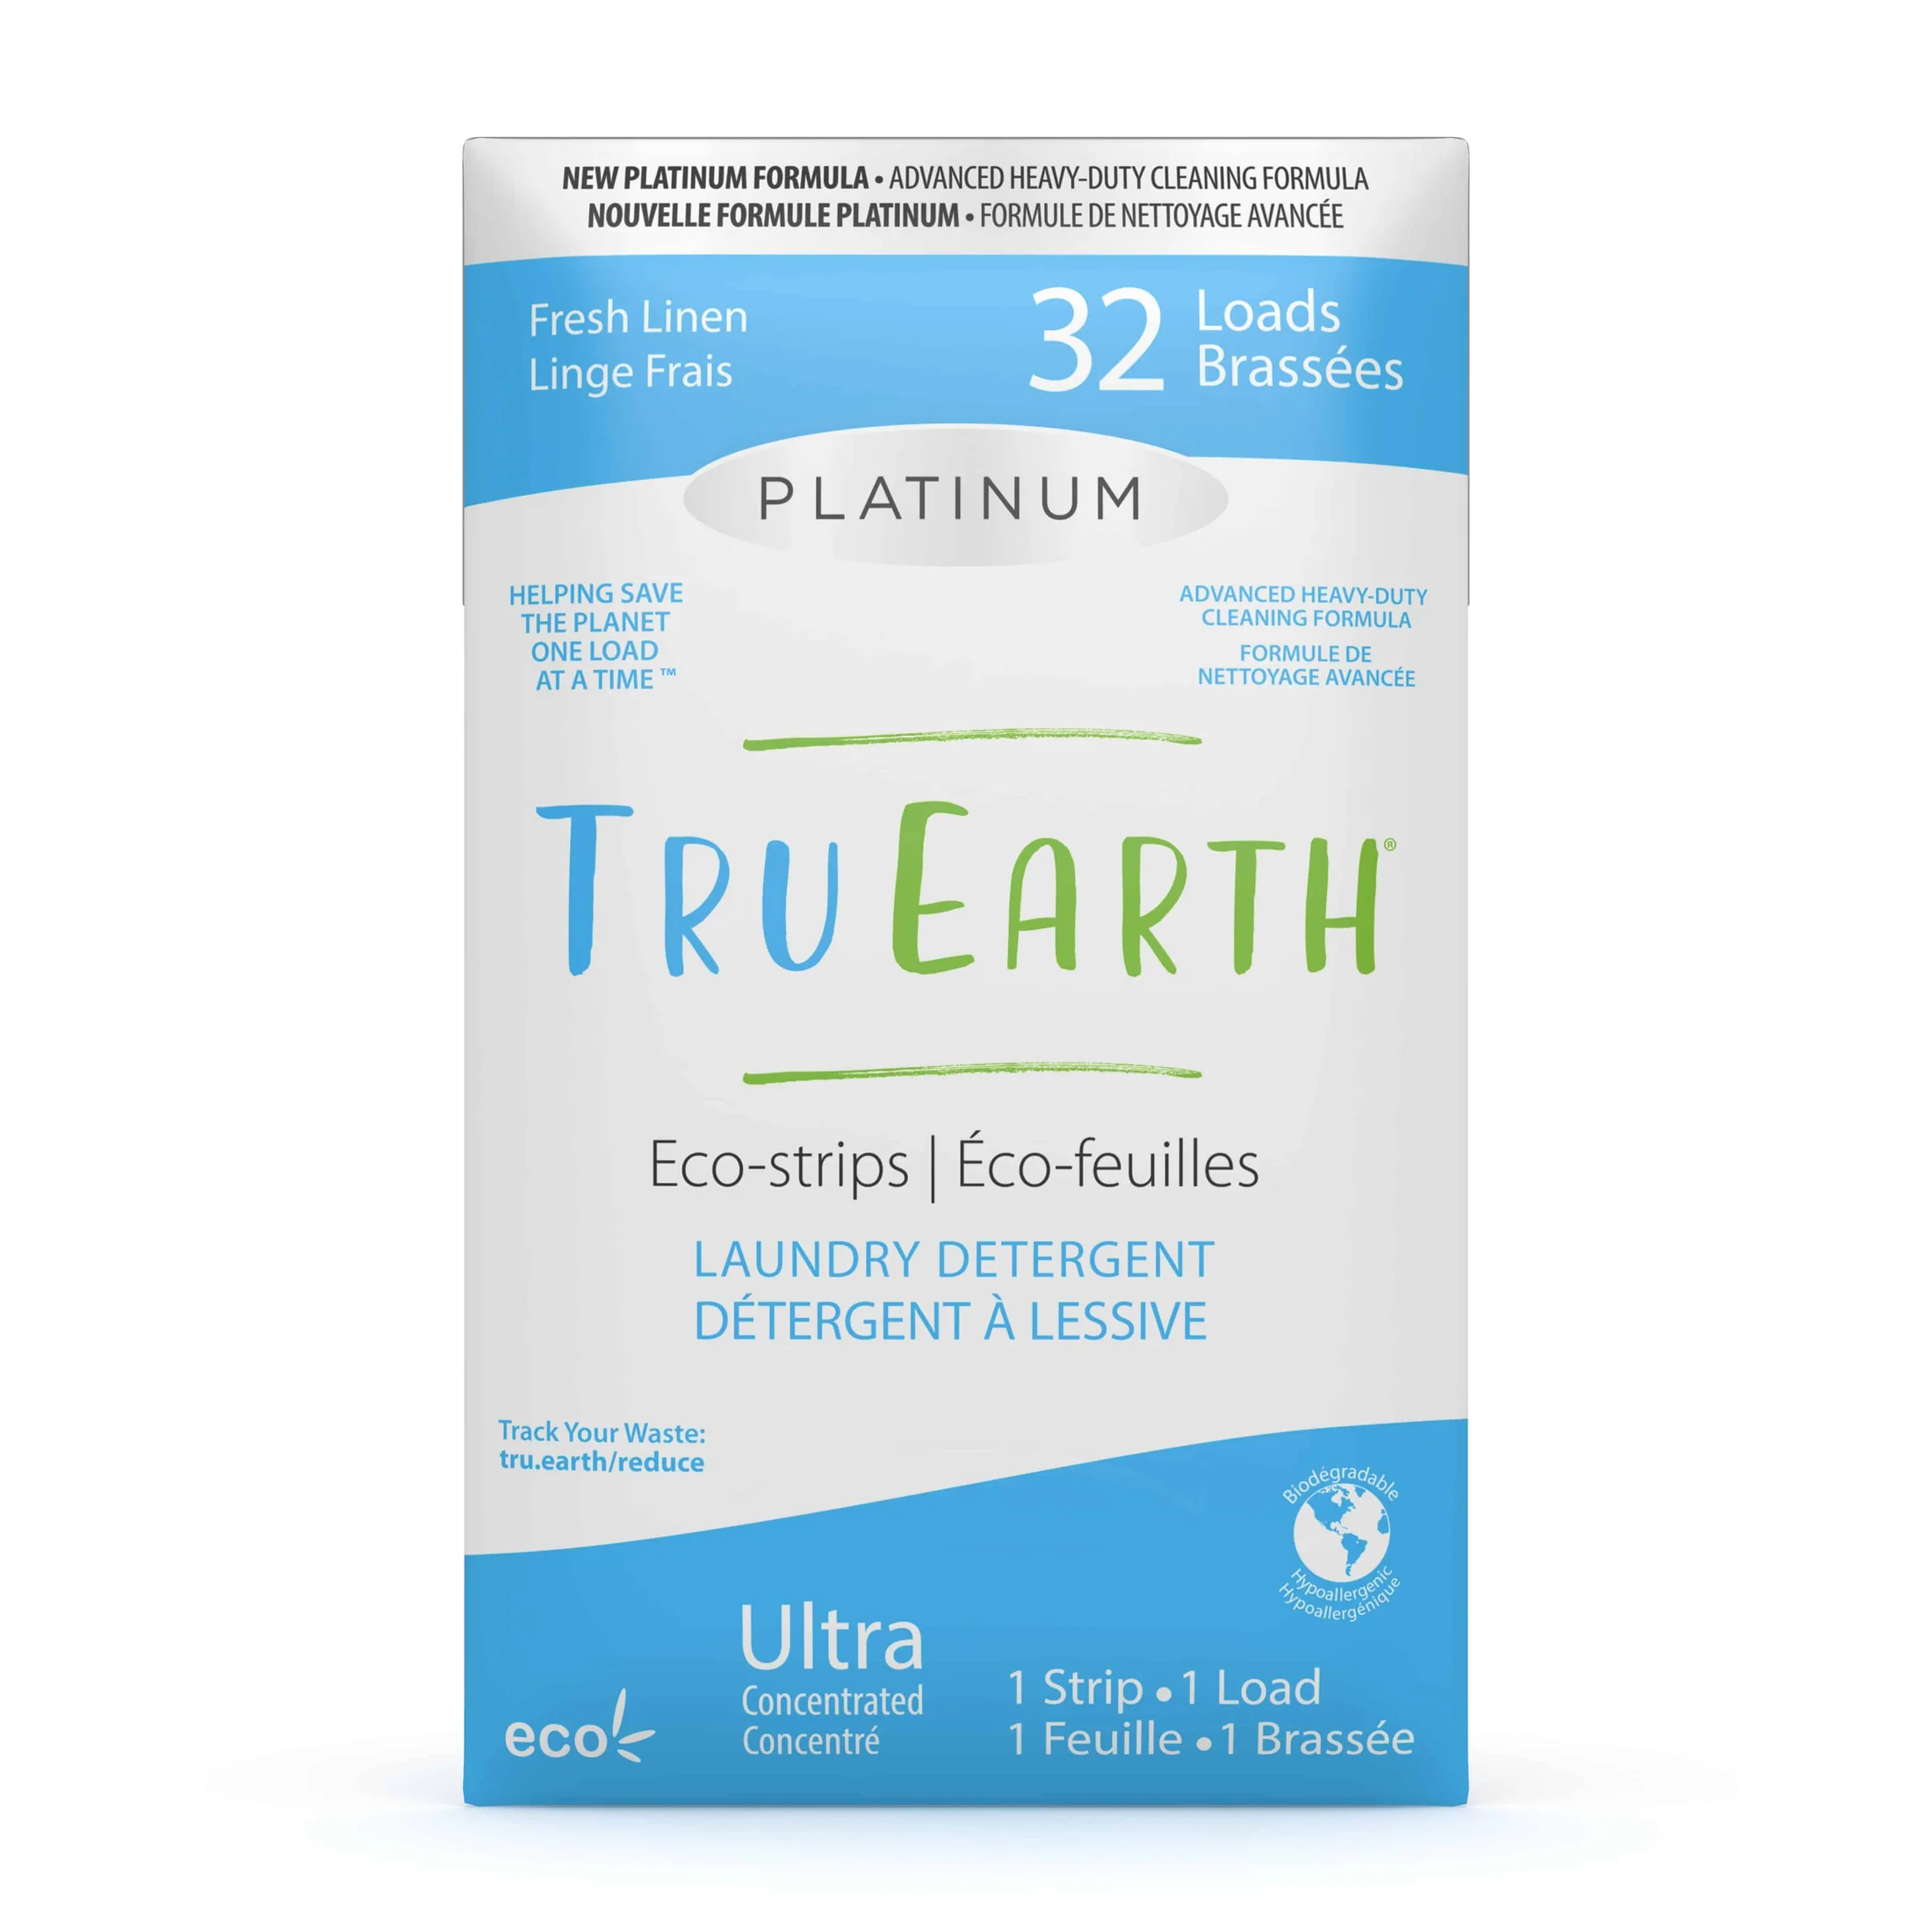 NEW PLATINUM FORMULA • ADVANCED HEAVY-DUTY CLEANING FORMULA
NOUVELLE FORMULE PLATINUM • FORMULE DE NETTOYAGE AVANCÉE
Fresh Linen
Linge Frais
32 Loads
Brassées
PLATINUM
HELPING SAVE
THE PLANET
ONE LOAD
AT A TIME ™
ADVANCED HEAVY-DUTY
CLEANING FORMULA
FORMULE DE
NETTOYAGE AVANCÉE
TRUEARTH®
Eco-strips | Éco-feuilles
LAUNDRY DETERGENT
DÉTERGENT À LESSIVE
Track Your Waste:
tru.earth/reduce
Biodégradable
Hypoallergenic
Hypoallergénique
eco
Ultra
Concentrated
Concentré
1 Strip • 1 Load
1 Feuille • 1 Brassée